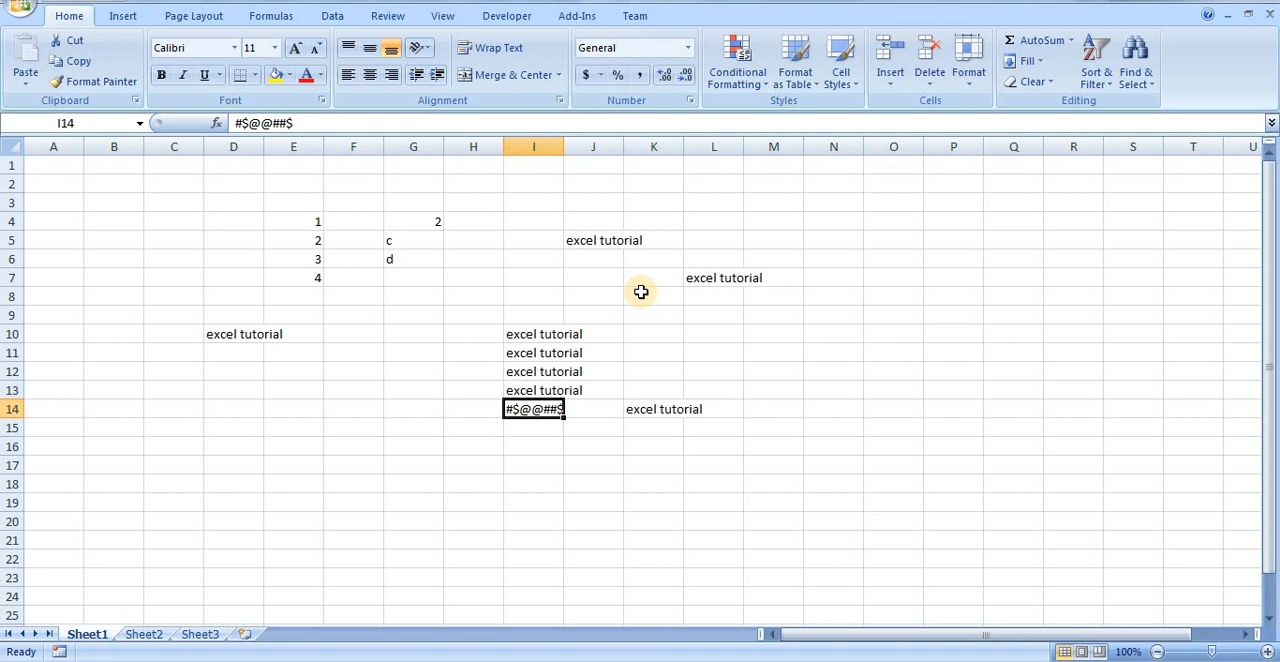 Home Insert Page Layout Formulas Data Review View Developer Add-Ins Team
Cut Calibri 11 A A Wrap Text General AutoSum
Copy Fill
Paste Format Painter B I U A Merge & Center $ % , .0 .00 .00 .0 Conditional Formatting Format as Table Cell Styles Insert Delete Format Clear Sort & Filter Find & Select
Clipboard Font Alignment Number Styles Cells Editing
I14 fx #$@@##$
A B C D E F G H I J K L M N O P Q R S T U
1
2
3
4 1 2
5 2 c excel tutorial
6 3 d
7 4 excel tutorial
8
9
10 excel tutorial excel tutorial
11 excel tutorial
12 excel tutorial
13 excel tutorial
14 #$@@##$ excel tutorial
15
16
17
18
19
20
21
22
23
24
25
Sheet1 Sheet2 Sheet3
Ready 100%